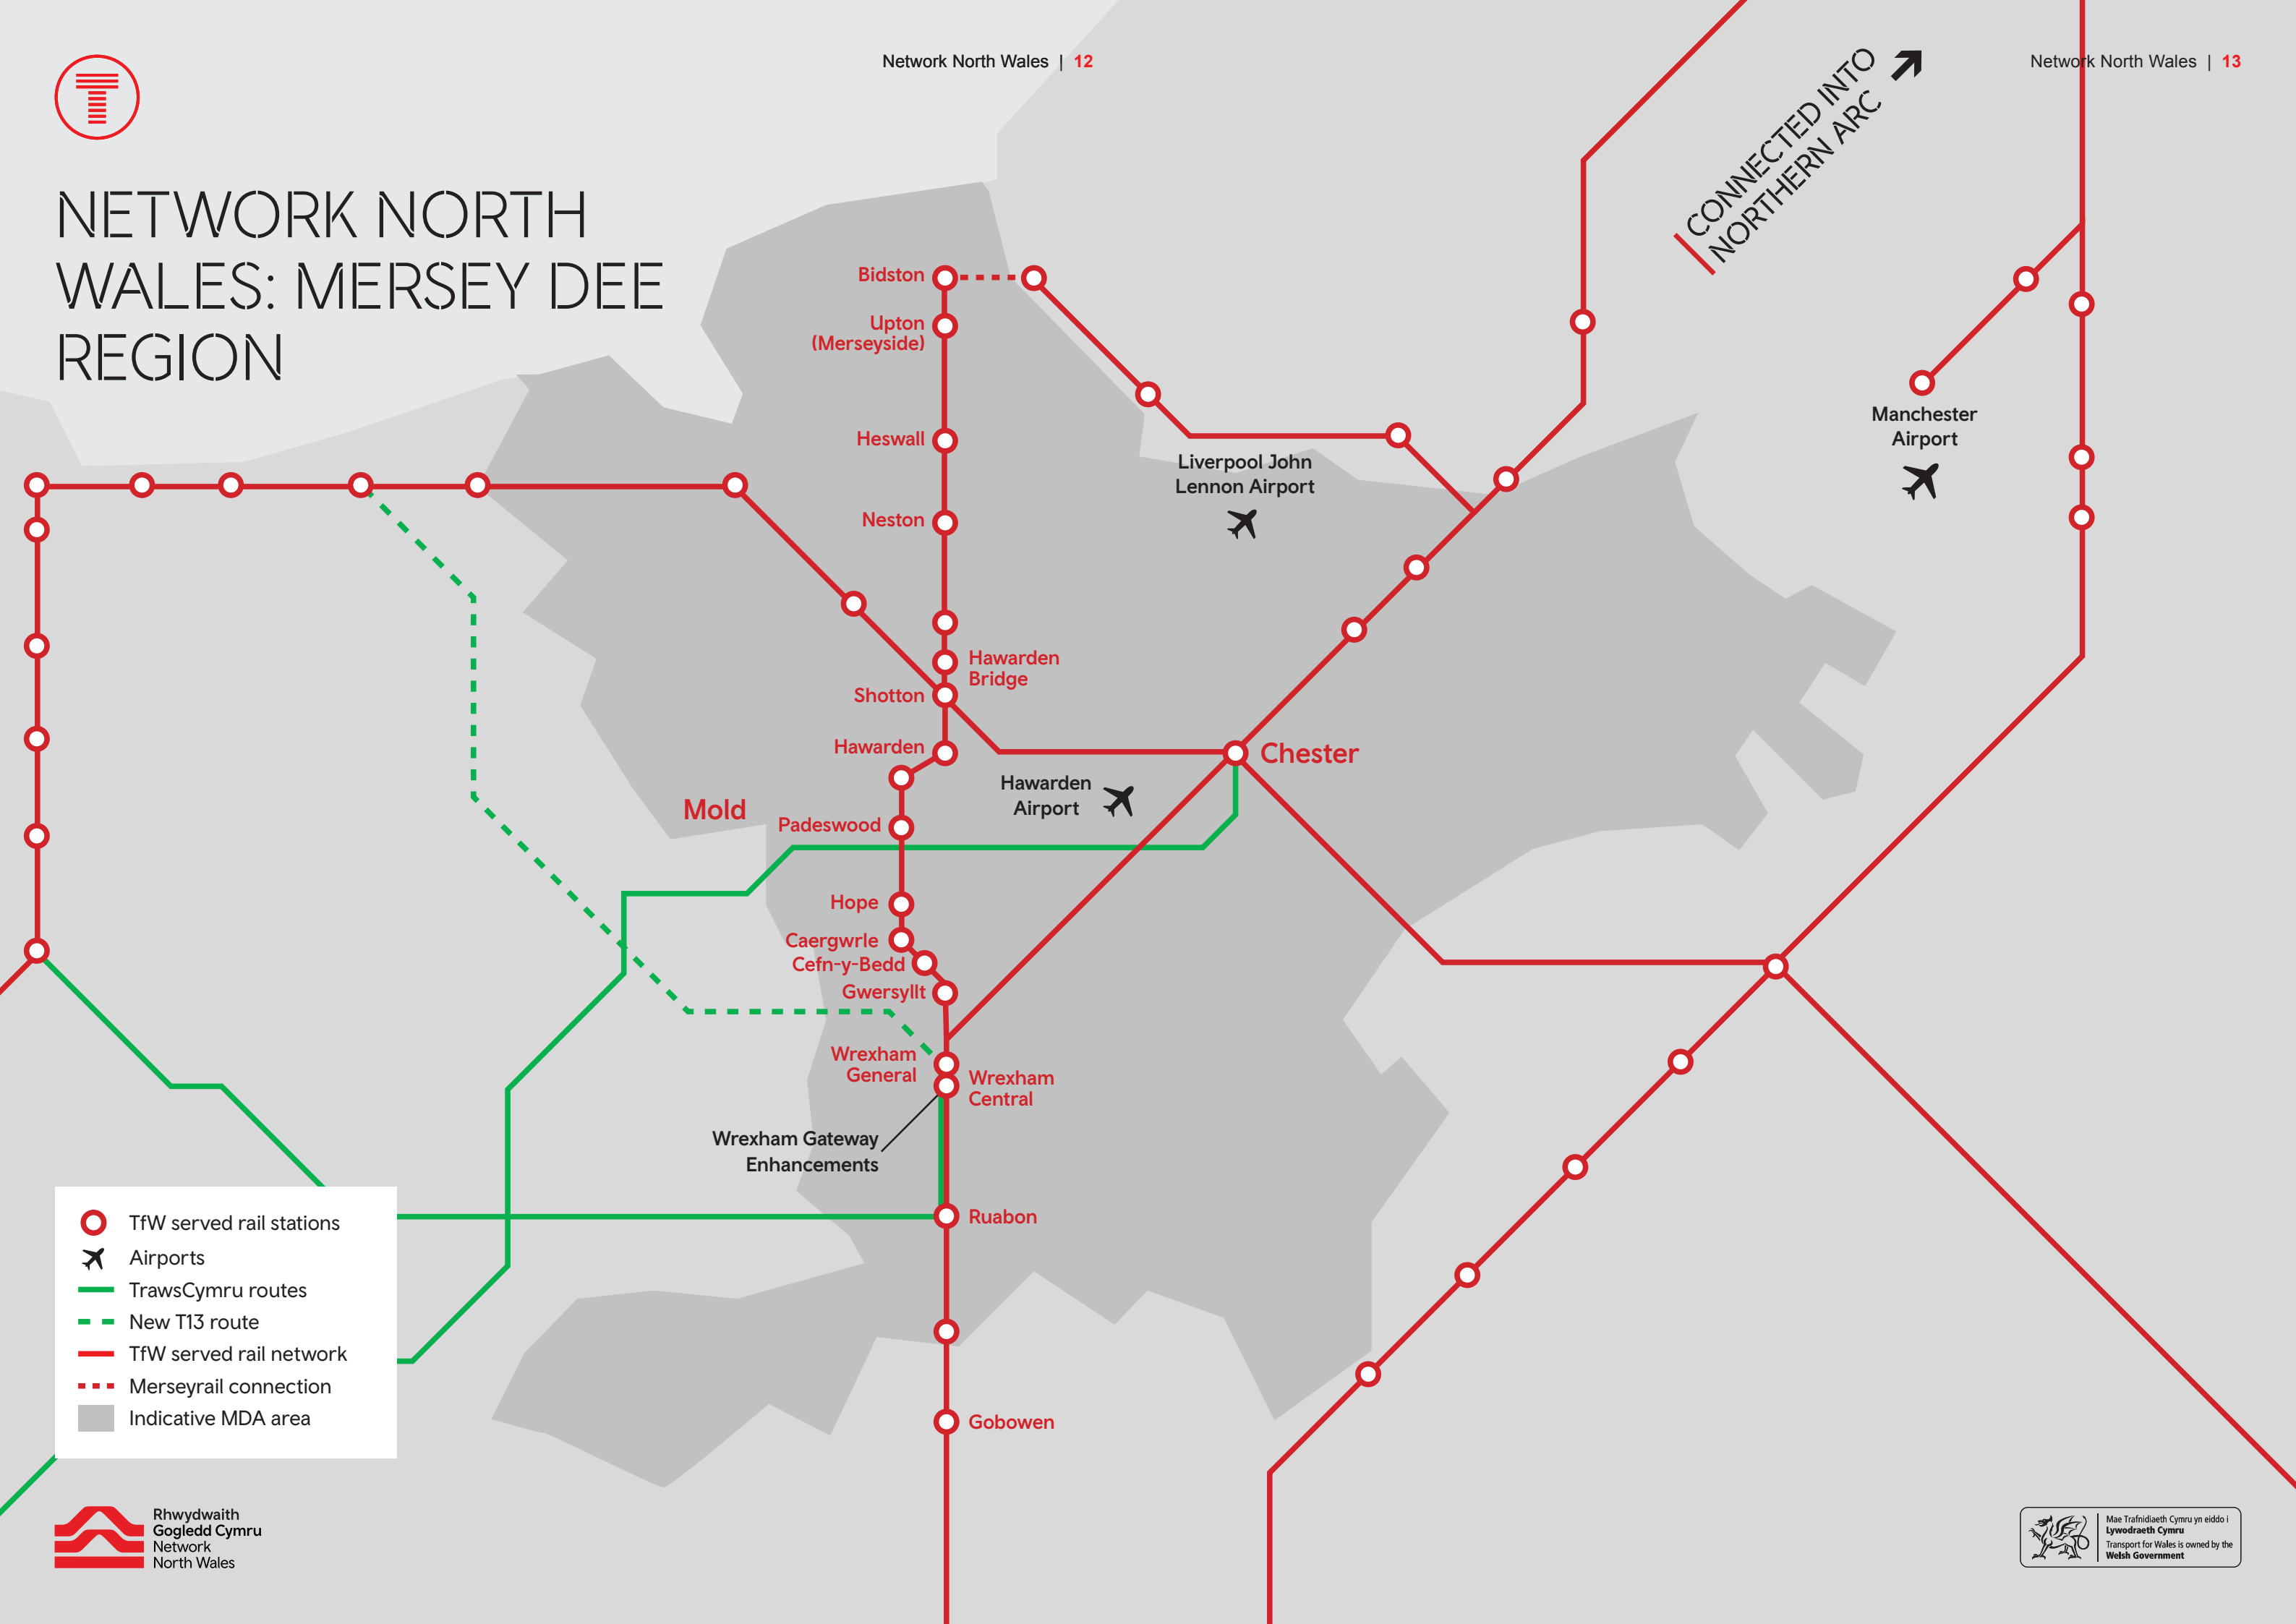 Network North Wales | 12
Network North Wales | 13
NETWORK NORTH
WALES: MERSEY DEE
REGION
CONNECTED INTO
NORTHERN ARC
Bidston
Upton
(Merseyside)
Heswall
Neston
Hawarden
Bridge
Shotton
Hawarden
Mold
Padeswood
Hope
Caergwrle
Cefn-y-Bedd
Gwersyllt
Wrexham
General
Wrexham
Central
Wrexham Gateway
Enhancements
Ruabon
Gobowen
Liverpool John
Lennon Airport
Manchester
Airport
Hawarden
Airport
Chester
TfW served rail stations
Airports
TrawsCymru routes
New T13 route
TfW served rail network
Merseyrail connection
Indicative MDA area
Rhwydwaith
Gogledd Cymru
Network
North Wales
Mae Trafnidiaeth Cymru yn eiddo i
Lywodraeth Cymru
Transport for Wales is owned by the
Welsh Government